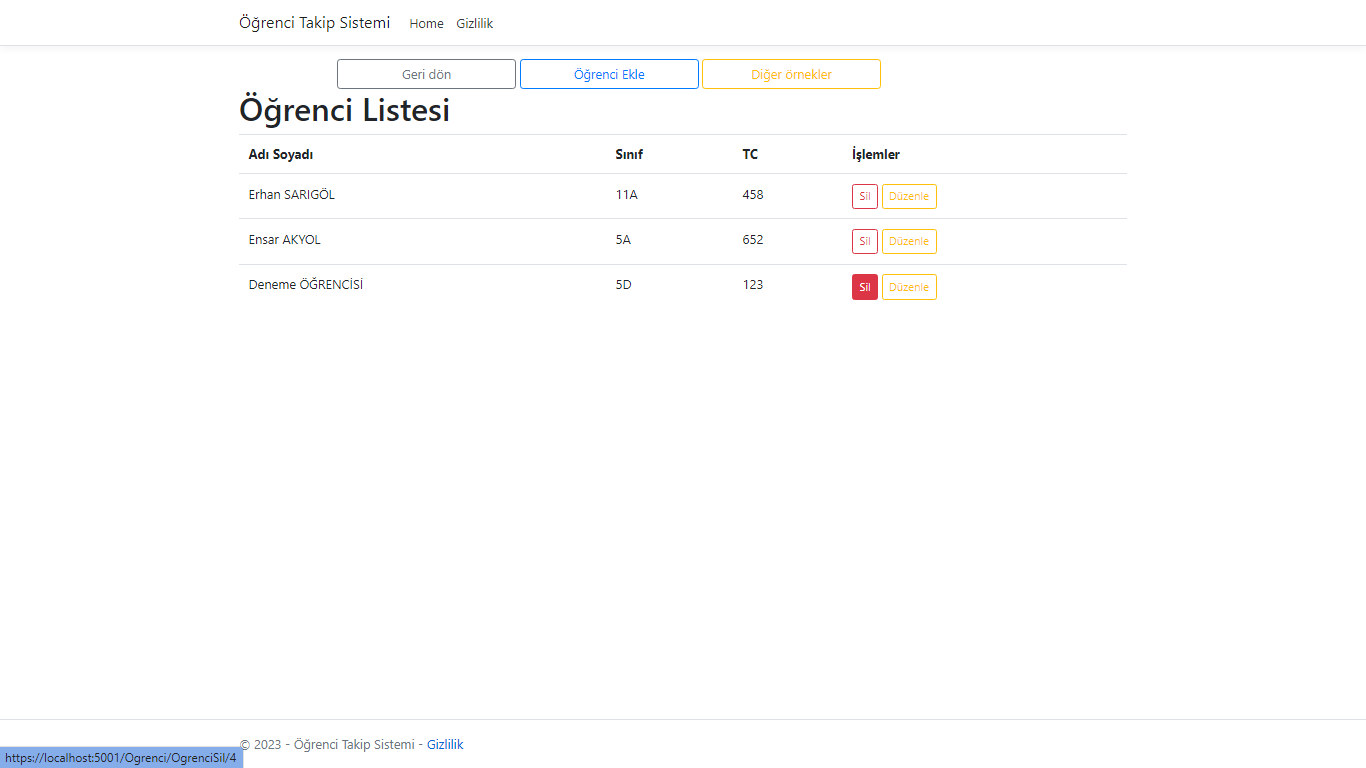 Öğrenci Takip Sistemi Home Gizlilik
Geri dön Öğrenci Ekle Diğer örnekler
Öğrenci Listesi
Adı Soyadı Sınıf TC İşlemler
Erhan SARIGÖL 11A 458 Sil Düzenle
Ensar AKYOL 5A 652 Sil Düzenle
Deneme ÖĞRENCİSİ 5D 123 Sil Düzenle
© 2023 - Öğrenci Takip Sistemi - Gizlilik
https://localhost:5001/Ogrenci/OgrenciSil/4